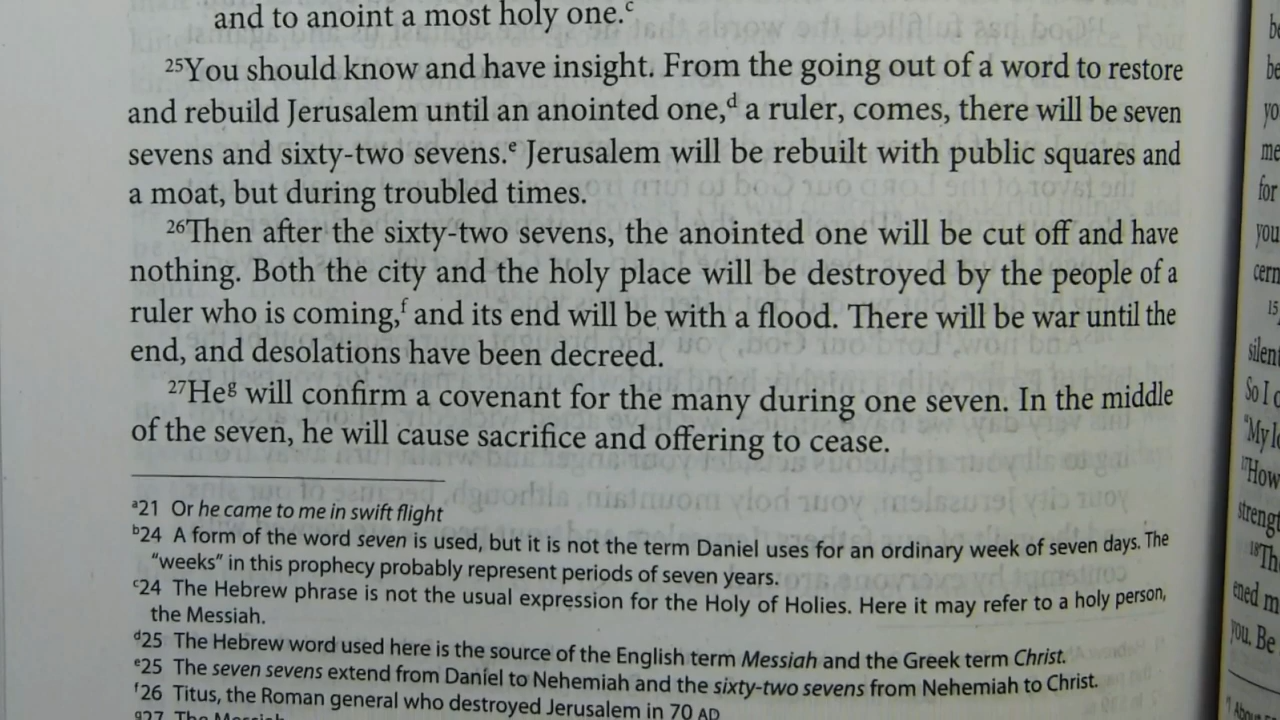 and to anoint a most holy one.ᶜ
²⁵You should know and have insight. From the going out of a word to restore
and rebuild Jerusalem until an anointed one,ᵈ a ruler, comes, there will be seven
sevens and sixty-two sevens.ᵉ Jerusalem will be rebuilt with public squares and
a moat, but during troubled times.
²⁶Then after the sixty-two sevens, the anointed one will be cut off and have
nothing. Both the city and the holy place will be destroyed by the people of a
ruler who is coming,ᶠ and its end will be with a flood. There will be war until the
end, and desolations have been decreed.
²⁷Heᵍ will confirm a covenant for the many during one seven. In the middle
of the seven, he will cause sacrifice and offering to cease.
ᵃ21 Or he came to me in swift flight
ᵇ24 A form of the word seven is used, but it is not the term Daniel uses for an ordinary week of seven days. The
“weeks” in this prophecy probably represent periods of seven years.
ᶜ24 The Hebrew phrase is not the usual expression for the Holy of Holies. Here it may refer to a holy person,
the Messiah.
ᵈ25 The Hebrew word used here is the source of the English term Messiah and the Greek term Christ.
ᵉ25 The seven sevens extend from Daniel to Nehemiah and the sixty-two sevens from Nehemiah to Christ.
ᶠ26 Titus, the Roman general who destroyed Jerusalem in 70 AD
ᵍ27 The Messiah
for
you
15
silent
So I
“My
¹⁷How
¹⁸Th
you. Be